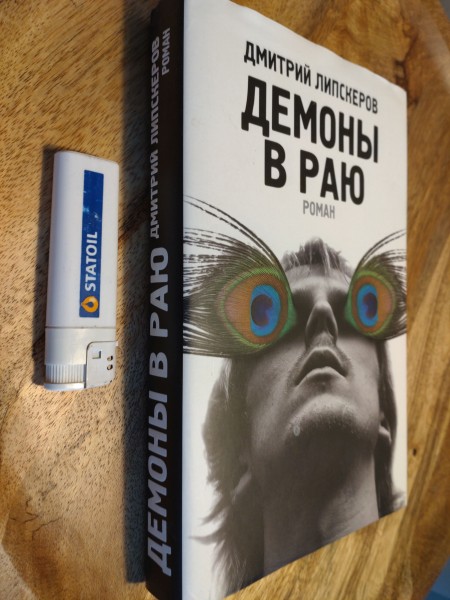 STATOIL
ДЕМОНЫ В РАЮ ДМИТРИЙ ЛИПСКЕРОВ
РОМАН
ДМИТРИЙ ЛИПСКЕРОВ
ДЕМОНЫ
В РАЮ
РОМАН